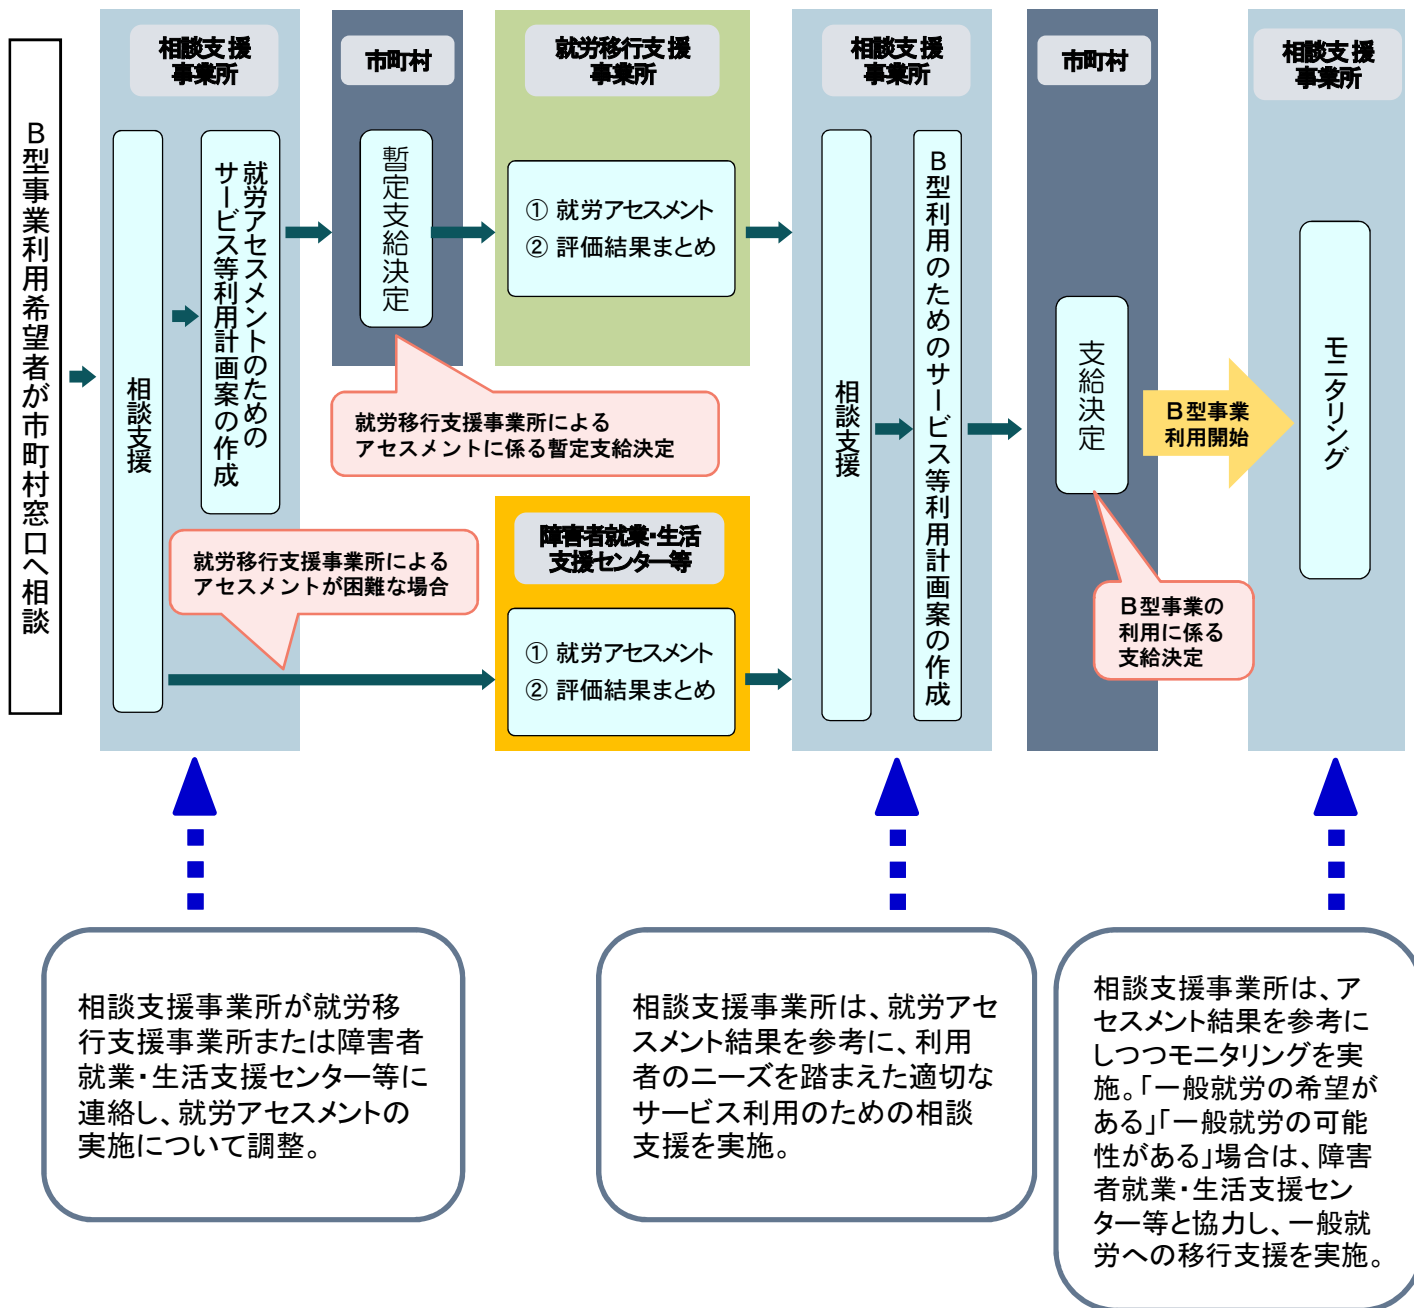 B型事業利用希望者が市町村窓口へ相談
相談支援
事業所
相談支援
就労アセスメントのための
サービス等利用計画案の作成
市町村
暫定支給決定
就労移行支援事業所による
アセスメントに係る暫定支給決定
就労移行支援
事業所
① 就労アセスメント
② 評価結果まとめ
就労移行支援事業所による
アセスメントが困難な場合
障害者就業・生活
支援センター等
① 就労アセスメント
② 評価結果まとめ
相談支援
事業所
相談支援
B型利用のためのサービス等利用計画案の作成
市町村
支給決定
B型事業の
利用に係る
支給決定
B型事業
利用開始
相談支援
事業所
モニタリング
相談支援事業所が就労移
行支援事業所または障害者
就業・生活支援センター等に
連絡し、就労アセスメントの
実施について調整。
相談支援事業所は、就労アセ
スメント結果を参考に、利用
者のニーズを踏まえた適切な
サービス利用のための相談
支援を実施。
相談支援事業所は、ア
セスメント結果を参考に
しつつモニタリングを実
施。「一般就労の希望が
ある」「一般就労の可能
性がある」場合は、障害
者就業・生活支援セン
ター等と協力し、一般就
労への移行支援を実施。